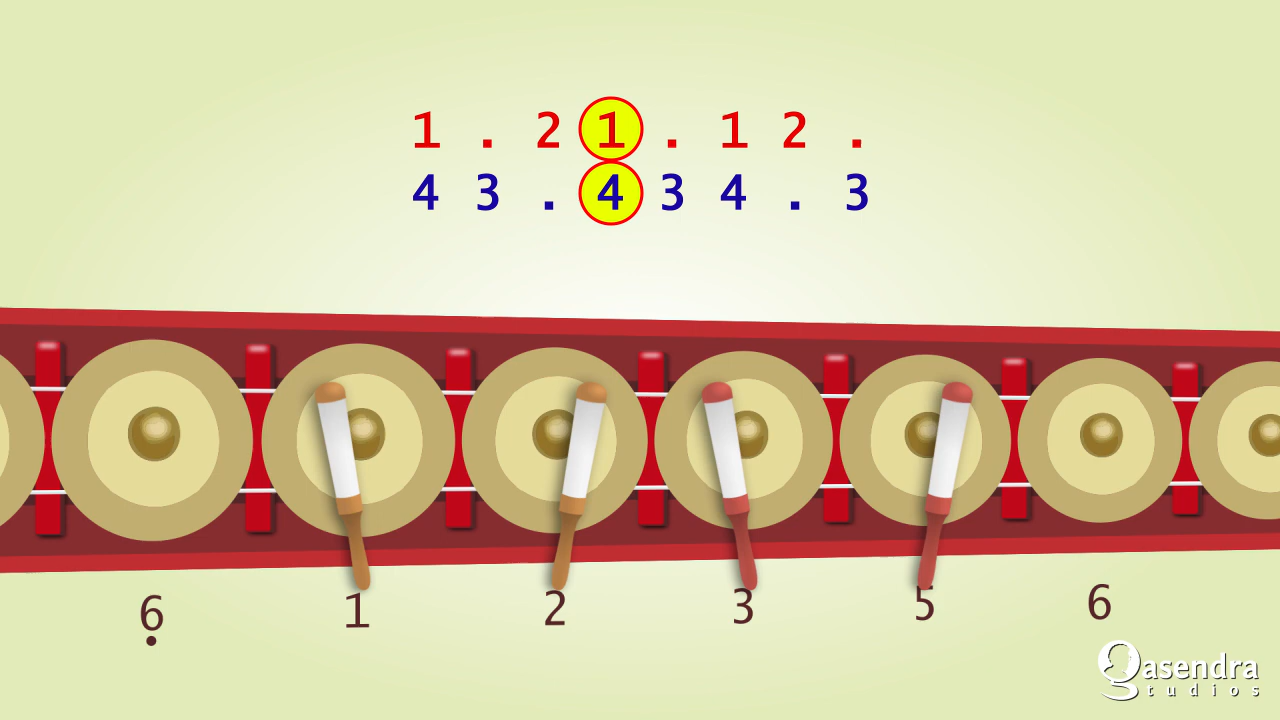 1 . 2 1 . 1 2 .
4 3 . 4 3 4 . 3
6̣ 1 2 3 5 6
gasendra
studios